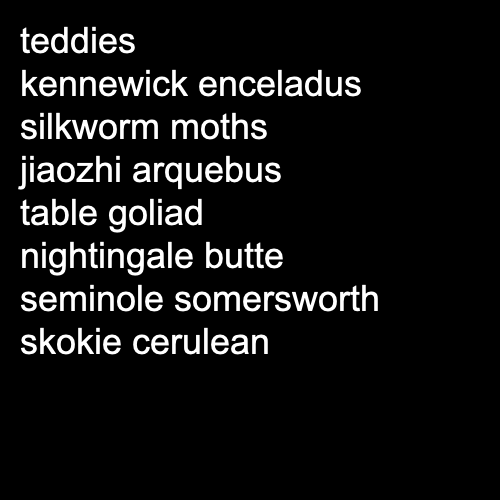 teddies
kennewick enceladus
silkworm moths
jiaozhi arquebus
table goliad
nightingale butte
seminole somersworth
skokie cerulean